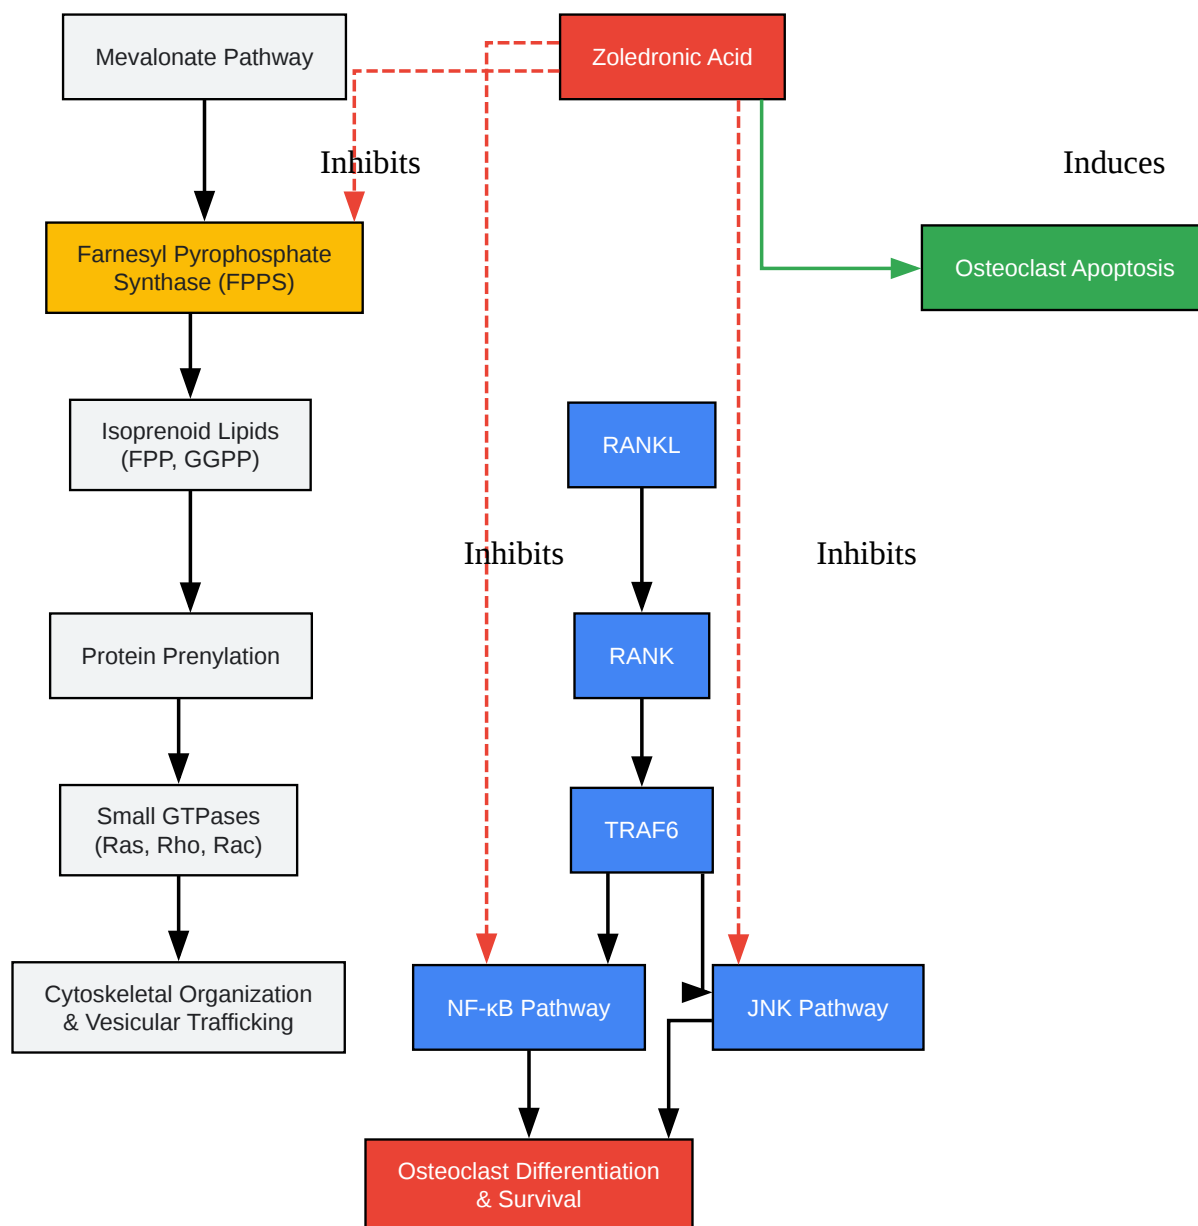 Mevalonate Pathway
Zoledronic Acid
Inhibits
Induces
Farnesyl Pyrophosphate
Synthase (FPPS)
Osteoclast Apoptosis
Isoprenoid Lipids
(FPP, GGPP)
RANKL
Inhibits
Inhibits
Protein Prenylation
RANK
Small GTPases
(Ras, Rho, Rac)
TRAF6
Cytoskeletal Organization
& Vesicular Trafficking
NF-κB Pathway
JNK Pathway
Osteoclast Differentiation
& Survival